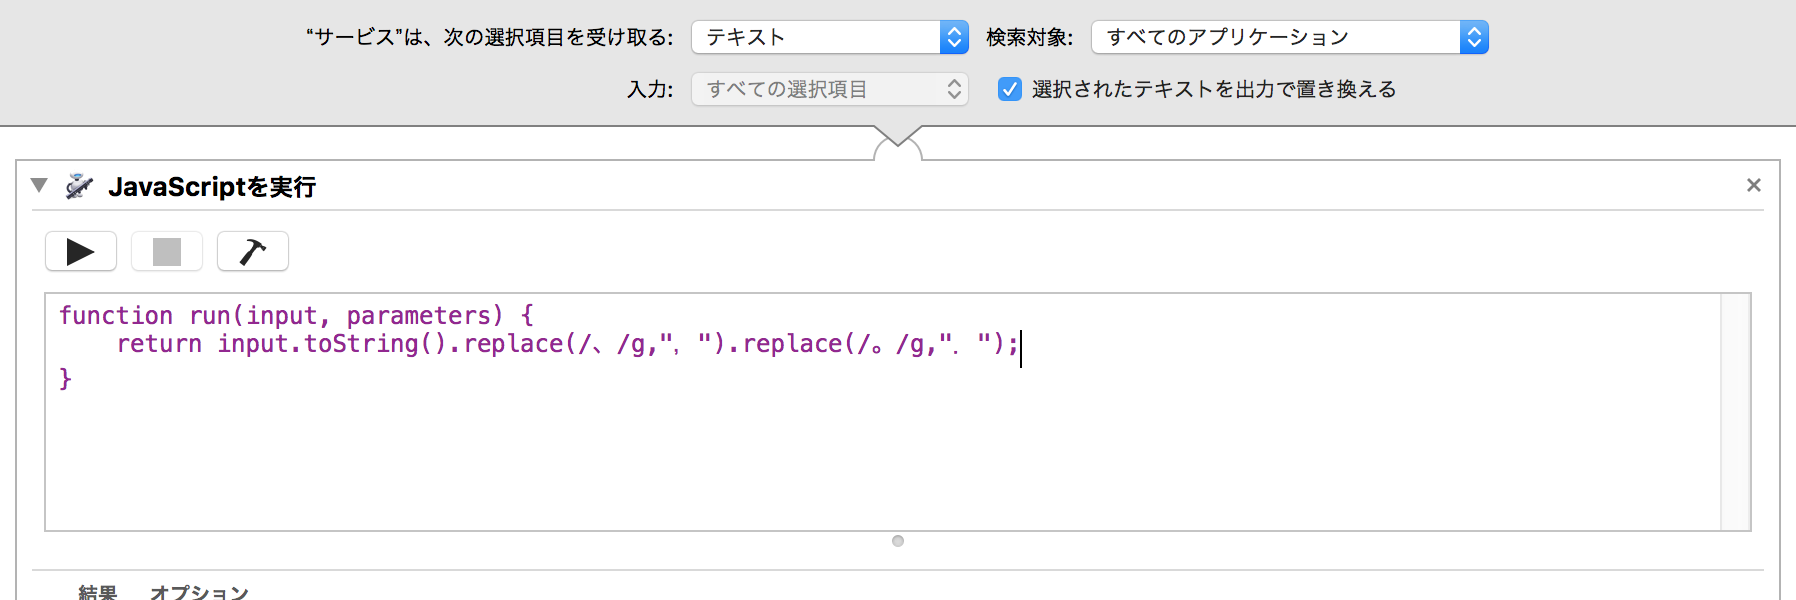 “サービス”は、次の選択項目を受け取る: テキスト 検索対象: すべてのアプリケーション
入力: すべての選択項目 選択されたテキストを出力で置き換える
JavaScriptを実行
function run(input, parameters) {
    return input.toString().replace(/、/g,"，").replace(/。/g,"．");
}
結果 オプション